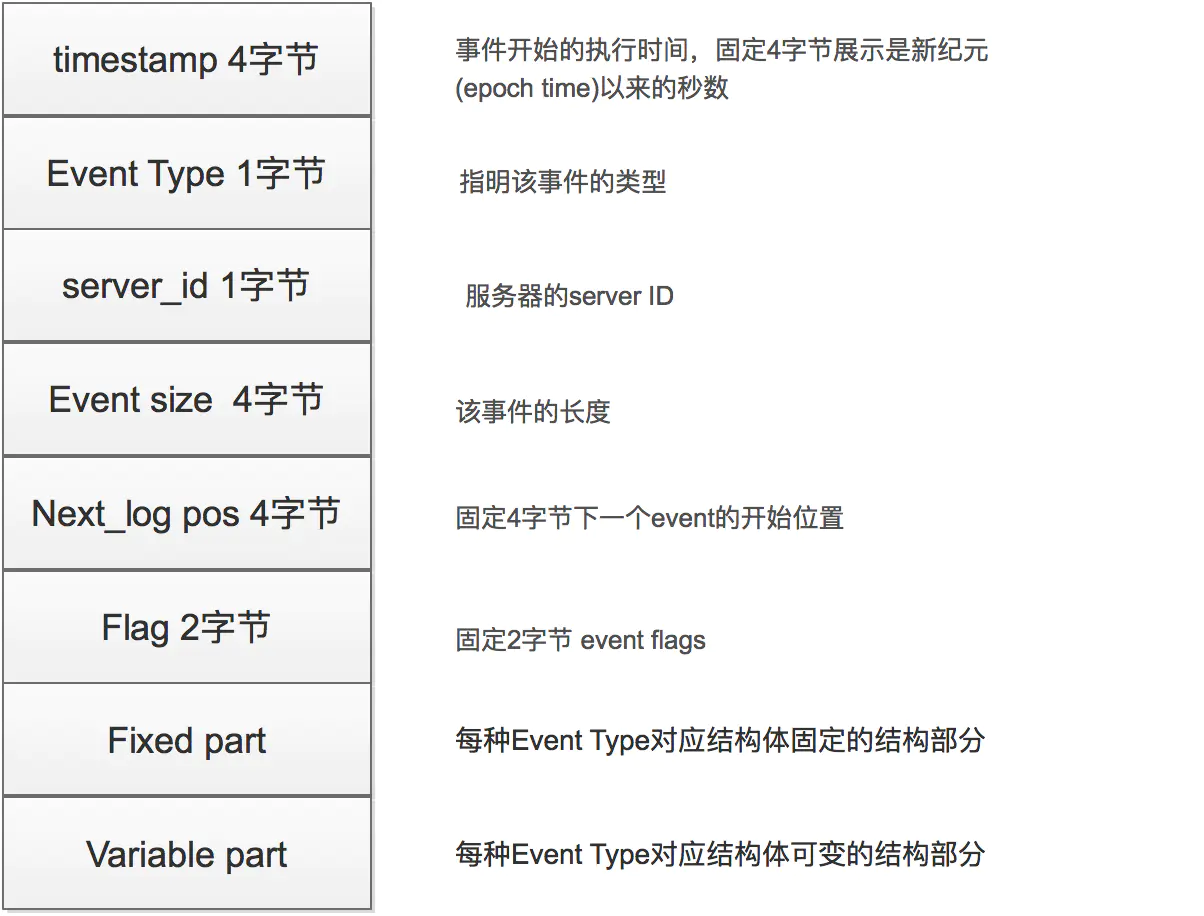 timestamp 4字节
事件开始的执行时间，固定4字节展示是新纪元
(epoch time)以来的秒数
Event Type 1字节
指明该事件的类型
server_id 1字节
服务器的server ID
Event size  4字节
该事件的长度
Next_log pos 4字节
固定4字节下一个event的开始位置
Flag 2字节
固定2字节 event flags
Fixed part
每种Event Type对应结构体固定的结构部分
Variable part
每种Event Type对应结构体可变的结构部分